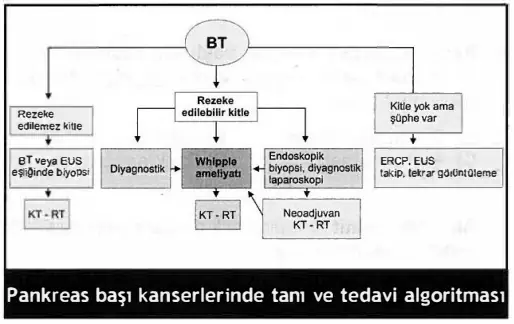 BT
Rezeke
edilemez kitle
BT veya EUS
eşliğinde biyopsi
KT - RT
Rezeke
edilebilir kitle
Diyagnostik
Whipple
ameliyatı
KT - RT
Endoskopik
biyopsi, diyagnostik
laparoskopi
Neoadjuvan
KT - RT
Kitle yok ama
şüphe var
ERCP, EUS
takip, tekrar görüntüleme
Pankreas başı kanserlerinde tanı ve tedavi algoritması